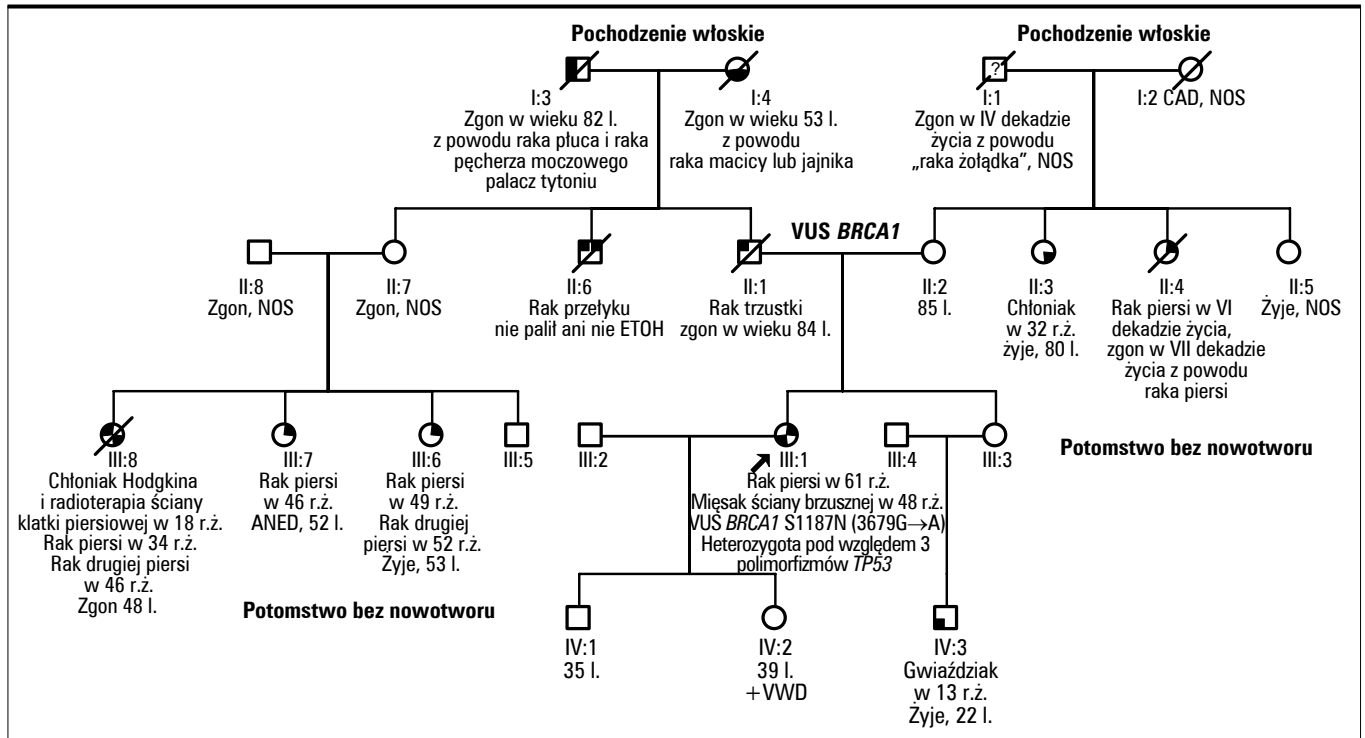 Pochodzenie włoskie
Pochodzenie włoskie
I:3
Zgon w wieku 82 l.
z powodu raka płuca i raka
pęcherza moczowego
palacz tytoniu
I:4
Zgon w wieku 53 l.
z powodu
raka macicy lub jajnika
?
I:1
Zgon w IV dekadzie
życia z powodu
„raka żołądka”, NOS
I:2 CAD, NOS
VUS BRCA1
II:8
Zgon, NOS
II:7
Zgon, NOS
II:6
Rak przełyku
nie palił ani nie ETOH
II:1
Rak trzustki
zgon w wieku 84 l.
II:2
85 l.
II:3
Chłoniak
w 32 r.ż.
żyje, 80 l.
II:4
Rak piersi w VI
dekadzie życia,
zgon w VII dekadzie
życia z powodu
raka piersi
II:5
Żyje, NOS
III:8
Chłoniak Hodgkina
i radioterapia ściany
klatki piersiowej w 18 r.ż.
Rak piersi w 34 r.ż.
Rak drugiej piersi
w 46 r.ż.
Zgon 48 l.
III:7
Rak piersi
w 46 r.ż.
ANED, 52 l.
III:6
Rak piersi
w 49 r.ż.
Rak drugiej
piersi w 52 r.ż.
Żyje, 53 l.
III:5
III:2
III:1
Rak piersi w 61 r.ż.
Mięsak ściany brzusznej w 48 r.ż.
VUS BRCA1 S1187N (3679G→A)
Heterozygota pod względem 3
polimorfizmów TP53
III:4
III:3
Potomstwo bez nowotworu
Potomstwo bez nowotworu
IV:1
35 l.
IV:2
39 l.
+VWD
IV:3
Gwiaździak
w 13 r.ż.
Żyje, 22 l.